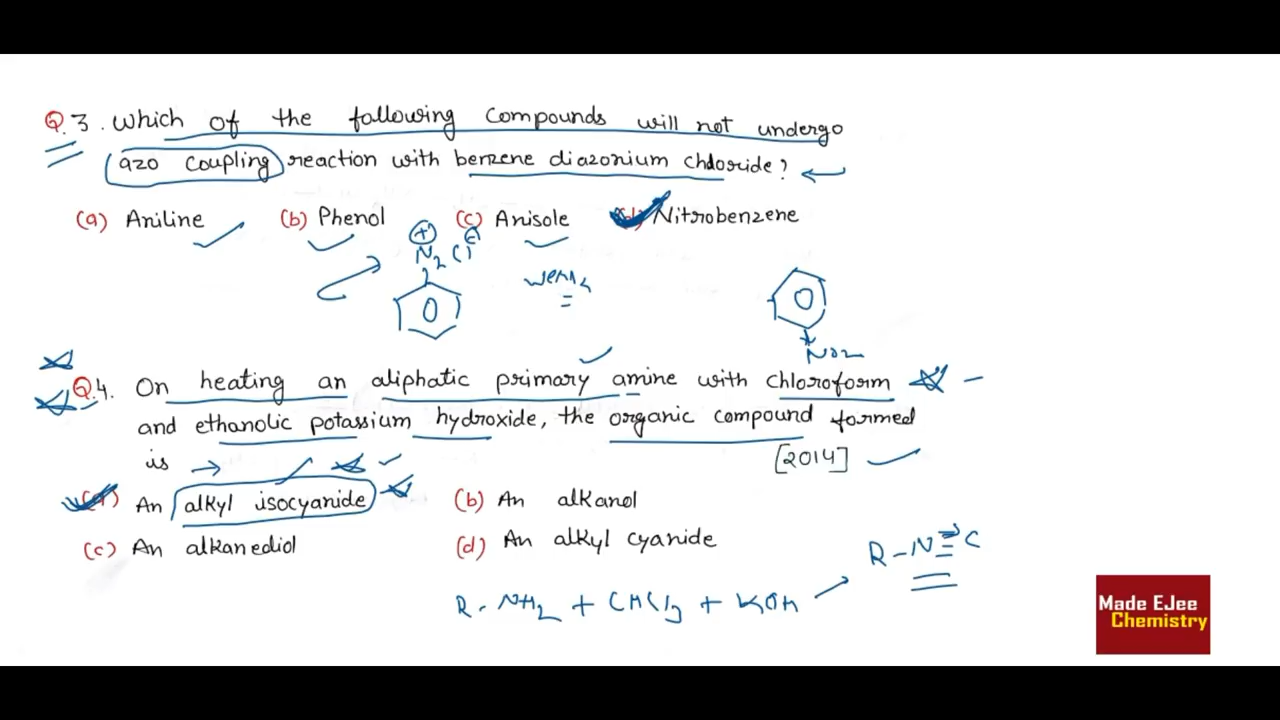 Q.3. Which of the following compounds will not undergo
azo coupling reaction with benzene diazonium chloride?
(a) Aniline (b) Phenol (c) Anisole (d) Nitrobenzene
N2 Cl
NO2
Q.4. On heating an aliphatic primary amine with chloroform
and ethanolic potassium hydroxide, the organic compound formed
is [2014]
(a) An alkyl isocyanide (b) An alkanol
(c) An alkanediol (d) An alkyl cyanide
R-N≡C
R-NH2 + CHCl3 + KOH →
Made EJee
Chemistry